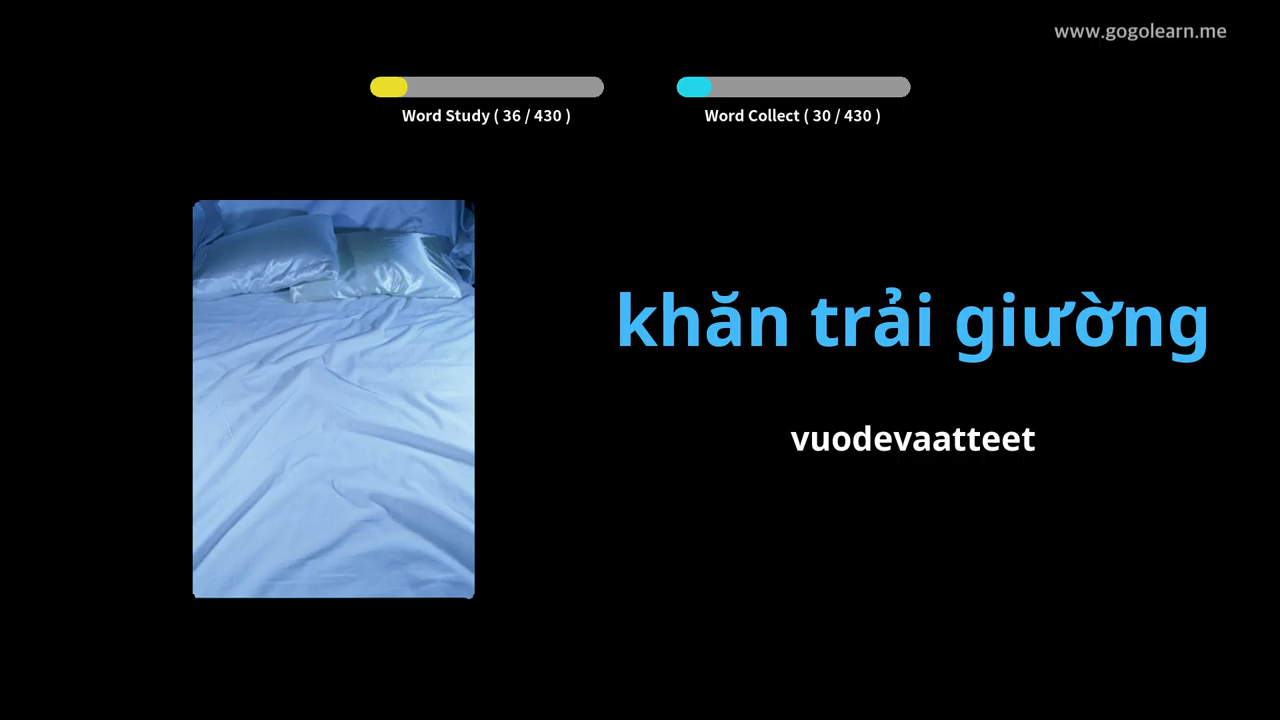 www.gogolearn.me
Word Study ( 36 / 430 )
Word Collect ( 30 / 430 )
khăn trải giường
vuodevaatteet